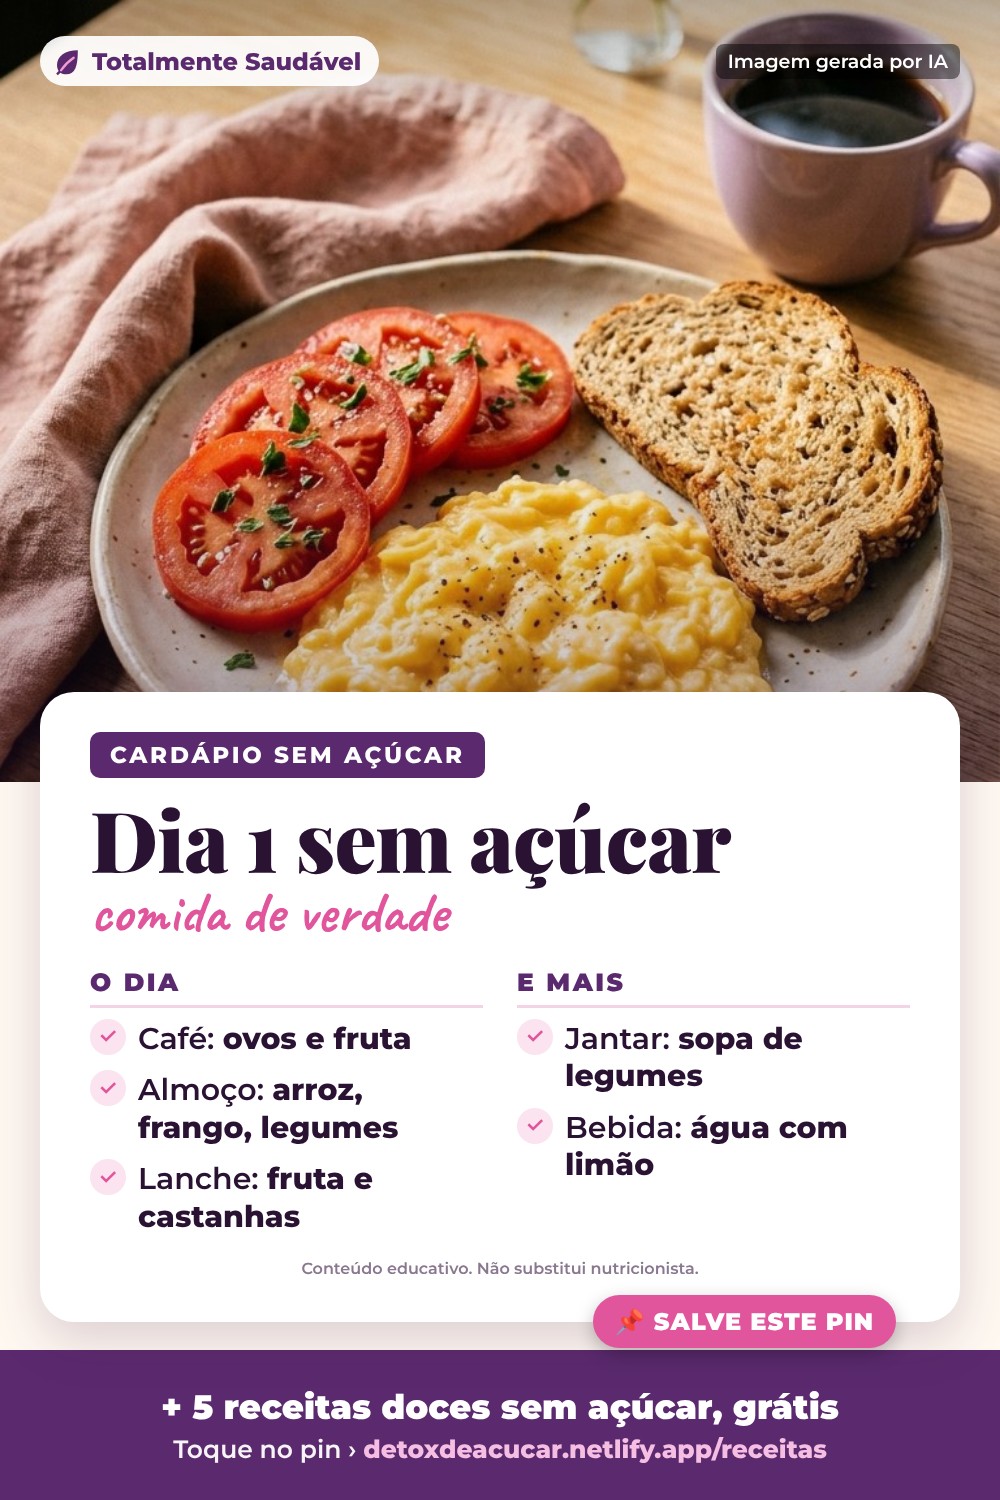 Totalmente Saudável
Imagem gerada por IA
CARDÁPIO SEM AÇÚCAR
Dia 1 sem açúcar
comida de verdade
O DIA
Café: ovos e fruta
Almoço: arroz,
frango, legumes
Lanche: fruta e
castanhas
E MAIS
Jantar: sopa de
legumes
Bebida: água com
limão
Conteúdo educativo. Não substitui nutricionista.
📌 SALVE ESTE PIN
+ 5 receitas doces sem açúcar, grátis
Toque no pin › detoxdeacucar.netlify.app/receitas